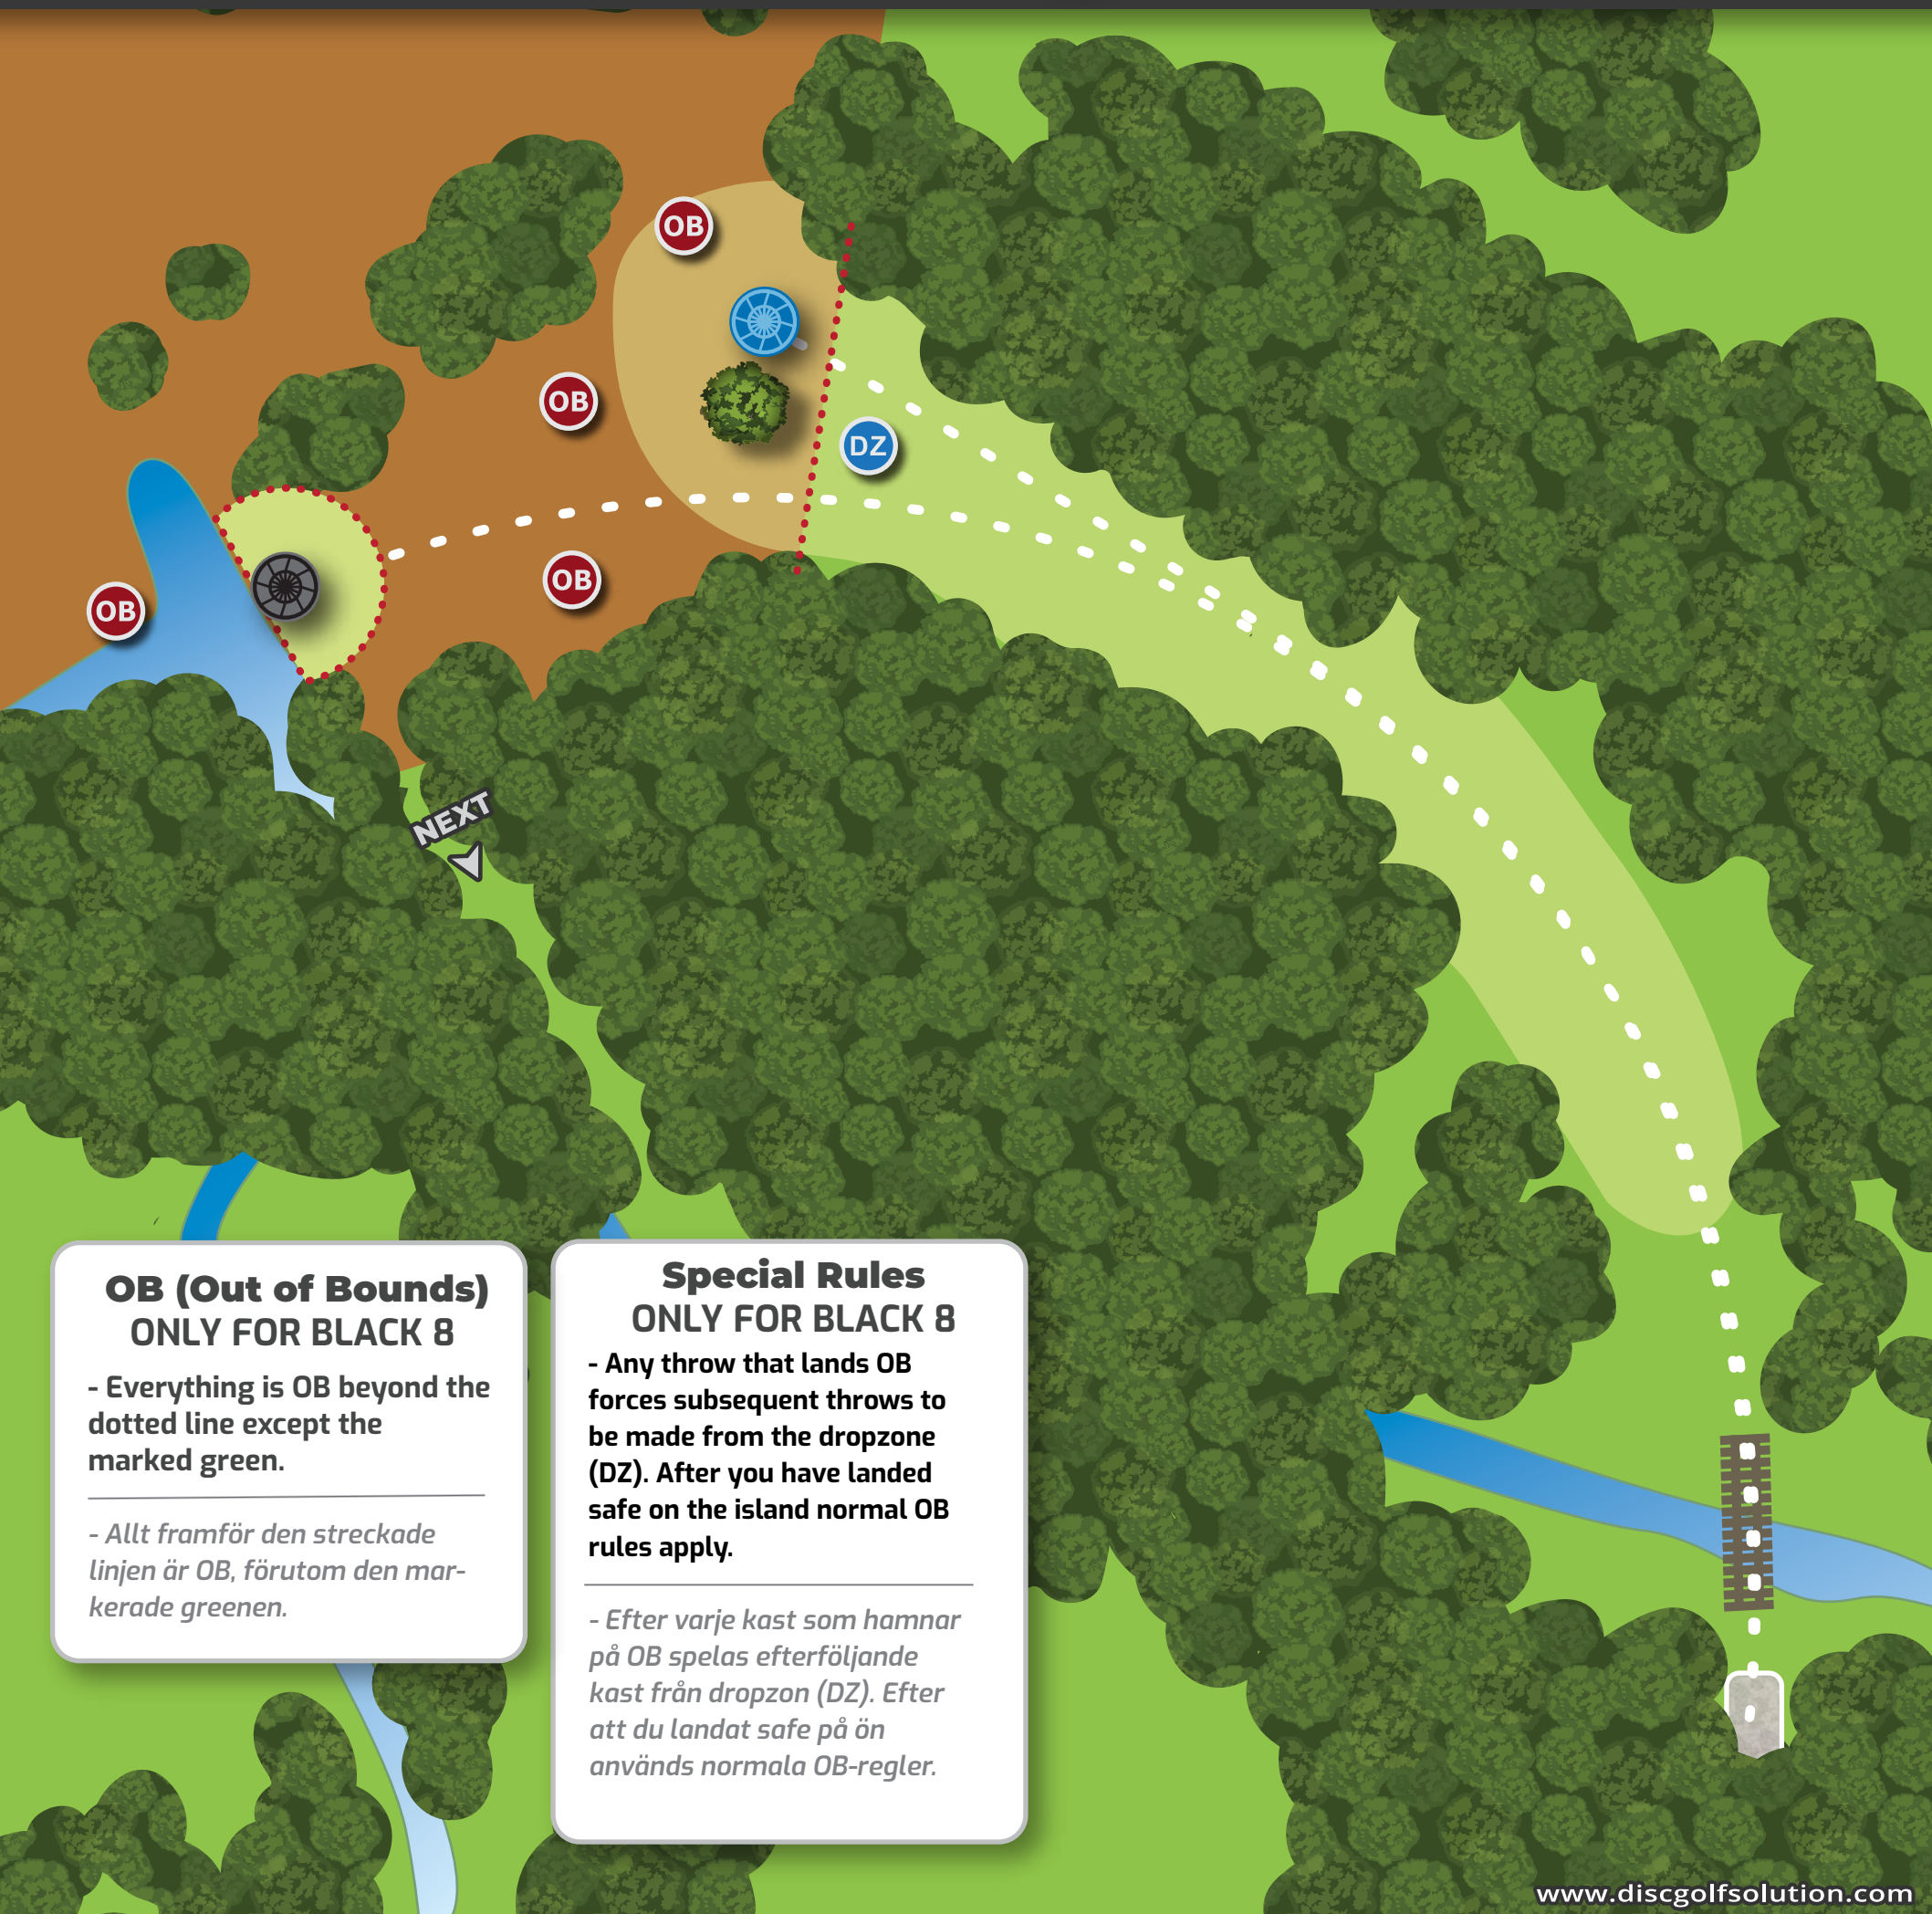 OB
OB
DZ
OB
OB
NEXT
OB (Out of Bounds)
ONLY FOR BLACK 8
- Everything is OB beyond the
dotted line except the
marked green.
- Allt framför den streckade
linjen är OB, förutom den mar-
kerade greenen.
Special Rules
ONLY FOR BLACK 8
- Any throw that lands OB
forces subsequent throws to
be made from the dropzone
(DZ). After you have landed
safe on the island normal OB
rules apply.
- Efter varje kast som hamnar
på OB spelas efterföljande
kast från dropzon (DZ). Efter
att du landat safe på ön
används normala OB-regler.
www.discgolfsolution.com